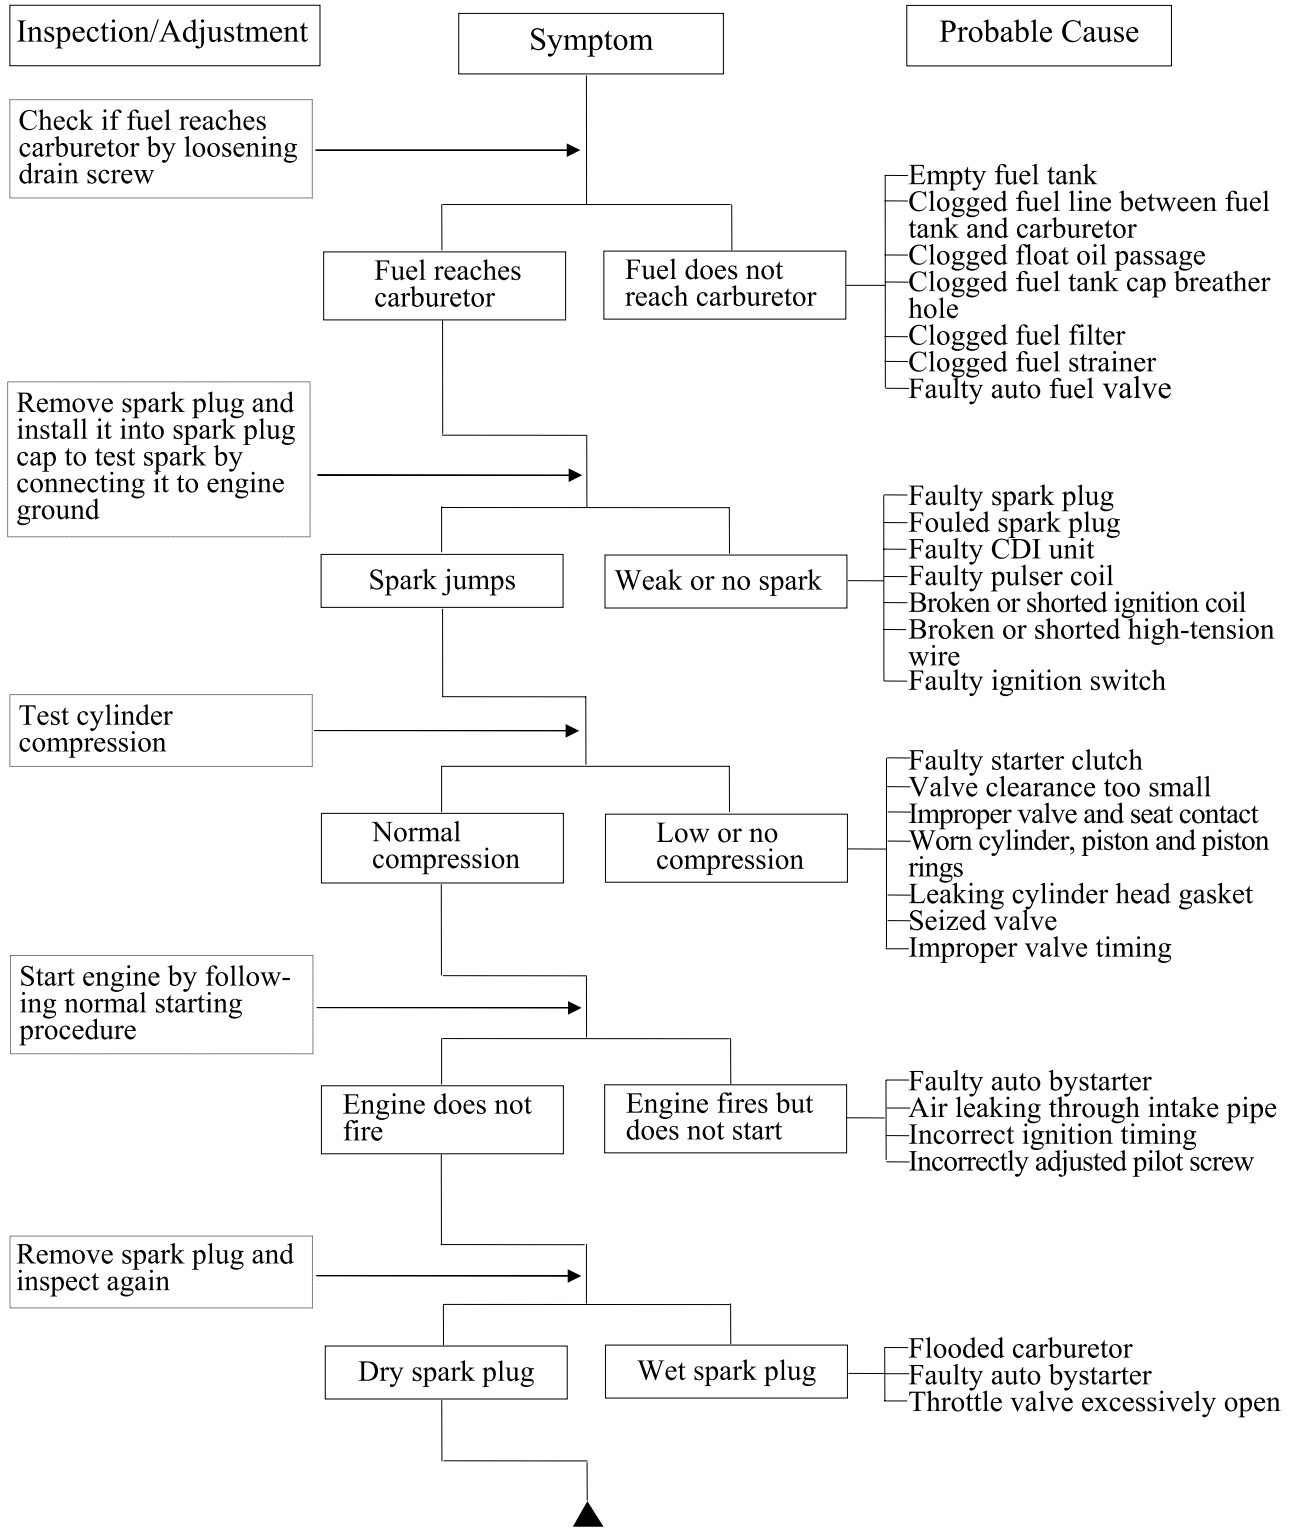 Inspection/Adjustment
Symptom
Probable Cause
Check if fuel reaches
carburetor by loosening
drain screw
Fuel reaches
carburetor
Fuel does not
reach carburetor
Empty fuel tank
Clogged fuel line between fuel
tank and carburetor
Clogged float oil passage
Clogged fuel tank cap breather
hole
Clogged fuel filter
Clogged fuel strainer
Faulty auto fuel valve
Remove spark plug and
install it into spark plug
cap to test spark by
connecting it to engine
ground
Spark jumps
Weak or no spark
Faulty spark plug
Fouled spark plug
Faulty CDI unit
Faulty pulser coil
Broken or shorted ignition coil
Broken or shorted high-tension
wire
Faulty ignition switch
Test cylinder
compression
Normal
compression
Low or no
compression
Faulty starter clutch
Valve clearance too small
Improper valve and seat contact
Worn cylinder, piston and piston
rings
Leaking cylinder head gasket
Seized valve
Improper valve timing
Start engine by follow-
ing normal starting
procedure
Engine does not
fire
Engine fires but
does not start
Faulty auto bystarter
Air leaking through intake pipe
Incorrect ignition timing
Incorrectly adjusted pilot screw
Remove spark plug and
inspect again
Dry spark plug
Wet spark plug
Flooded carburetor
Faulty auto bystarter
Throttle valve excessively open